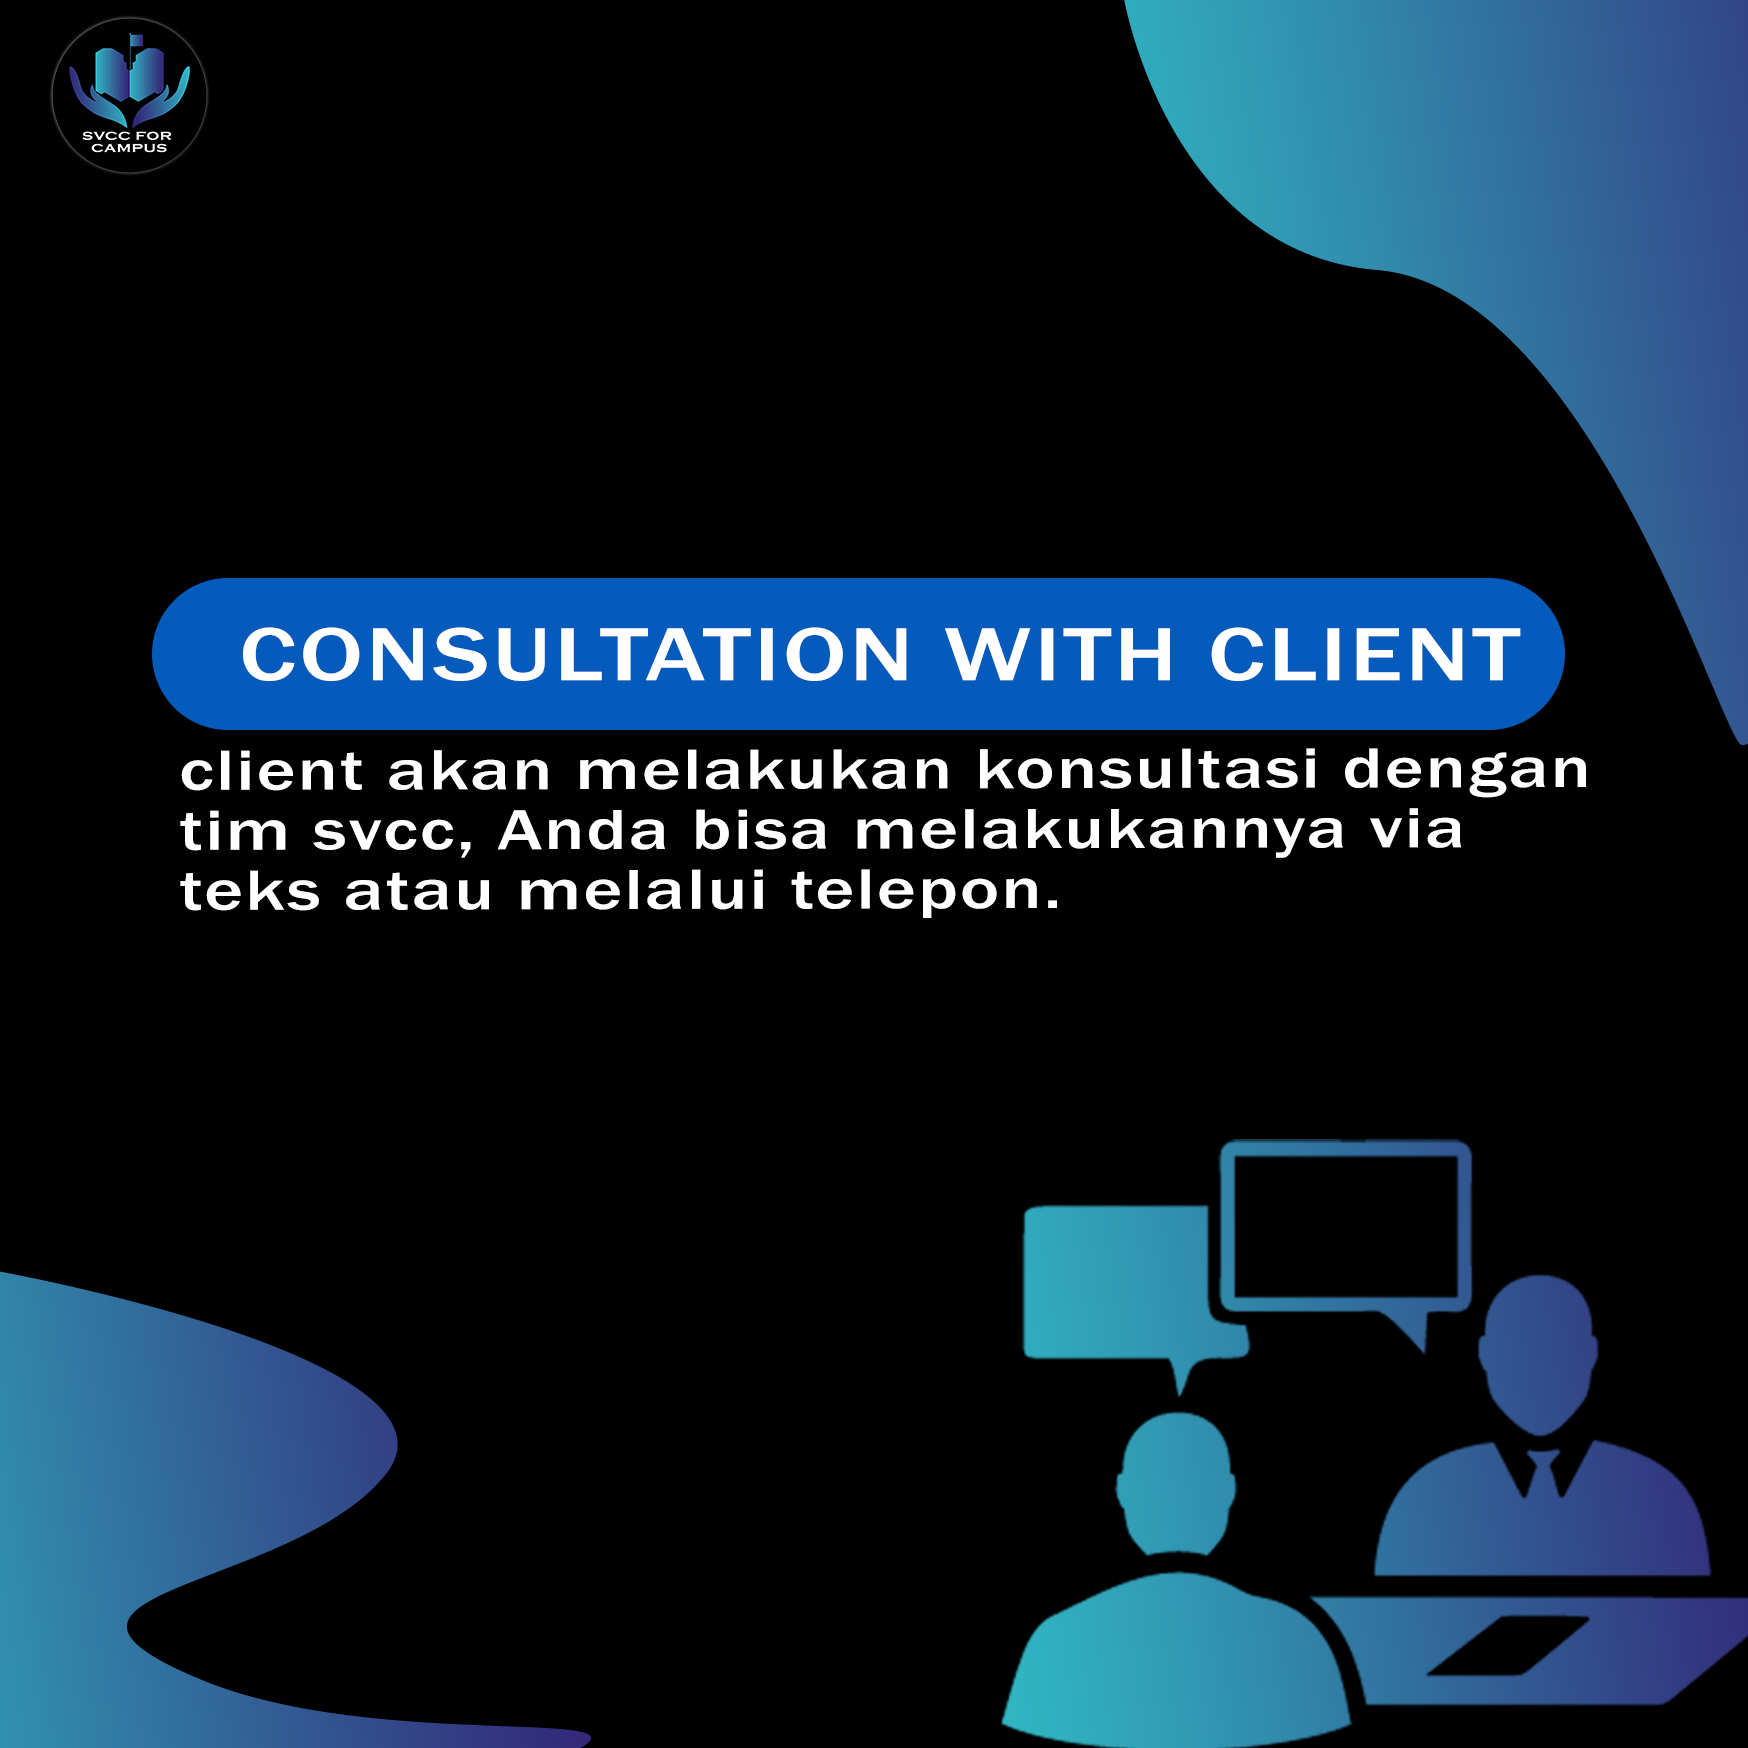 SVCC FOR
CAMPUS
CONSULTATION WITH CLIENT
client akan melakukan konsultasi dengan
tim svcc, Anda bisa melakukannya via
teks atau melalui telepon.